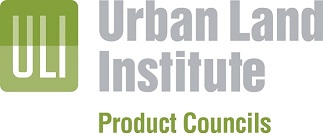 ULI
Urban Land
Institute
Product Councils